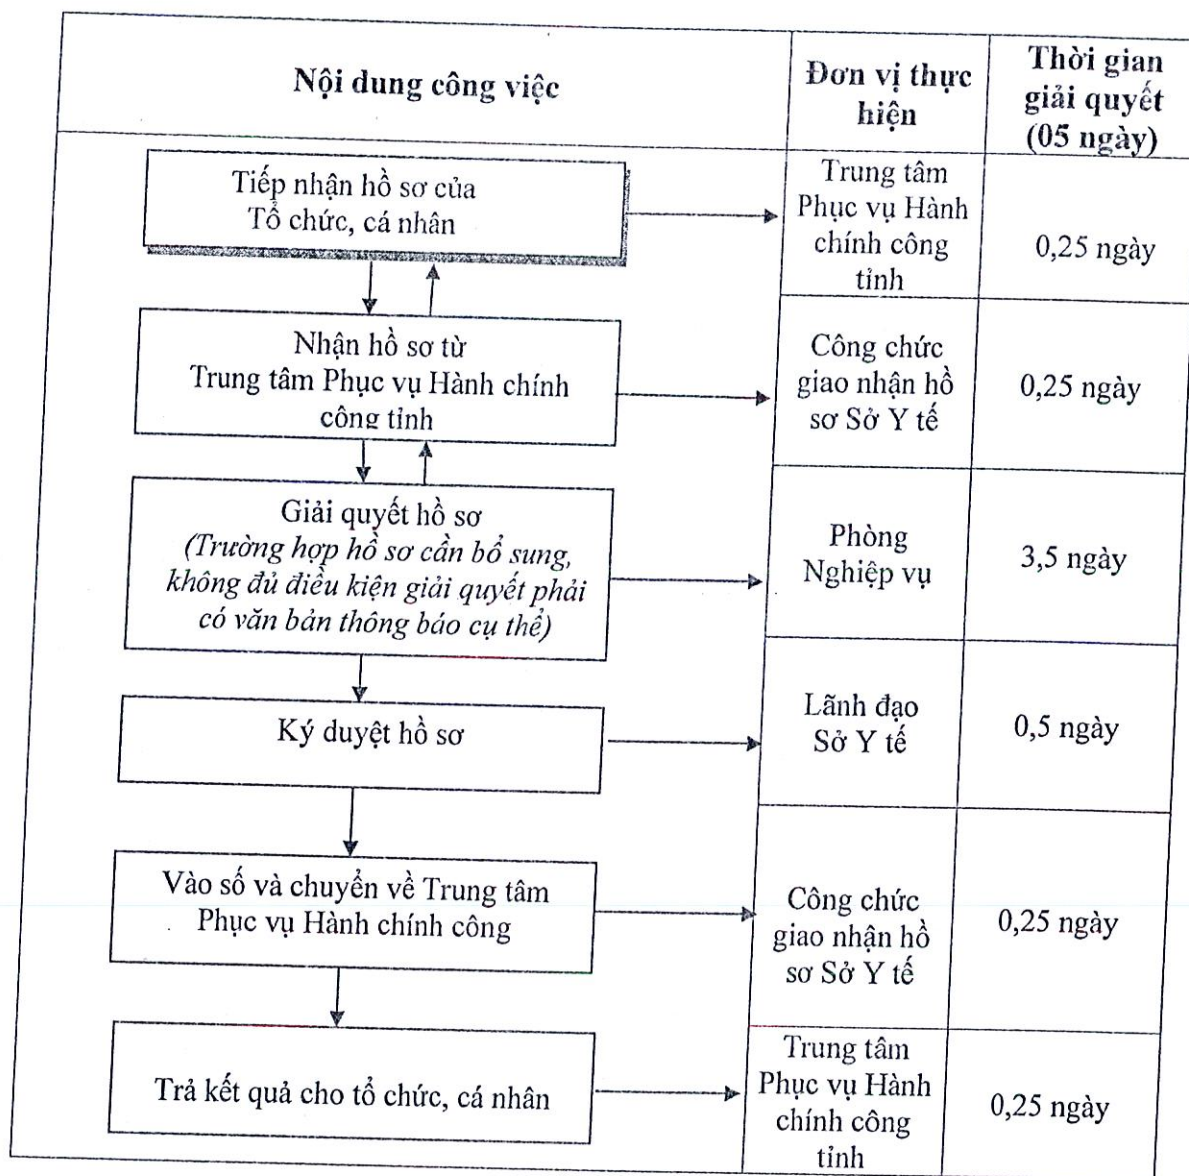 Nội dung công việc
Đơn vị thực
hiện
Thời gian
giải quyết
(05 ngày)
Tiếp nhận hồ sơ của
Tổ chức, cá nhân
Trung tâm
Phục vụ Hành
chính công
tỉnh
0,25 ngày
Nhận hồ sơ từ
Trung tâm Phục vụ Hành chính
công tỉnh
Công chức
giao nhận hồ
sơ Sở Y tế
0,25 ngày
Giải quyết hồ sơ
(Trường hợp hồ sơ cần bổ sung,
không đủ điều kiện giải quyết phải
có văn bản thông báo cụ thể)
Phòng
Nghiệp vụ
3,5 ngày
Ký duyệt hồ sơ
Lãnh đạo
Sở Y tế
0,5 ngày
Vào số và chuyển về Trung tâm
Phục vụ Hành chính công
Công chức
giao nhận hồ
sơ Sở Y tế
0,25 ngày
Trả kết quả cho tổ chức, cá nhân
Trung tâm
Phục vụ Hành
chính công
tỉnh
0,25 ngày